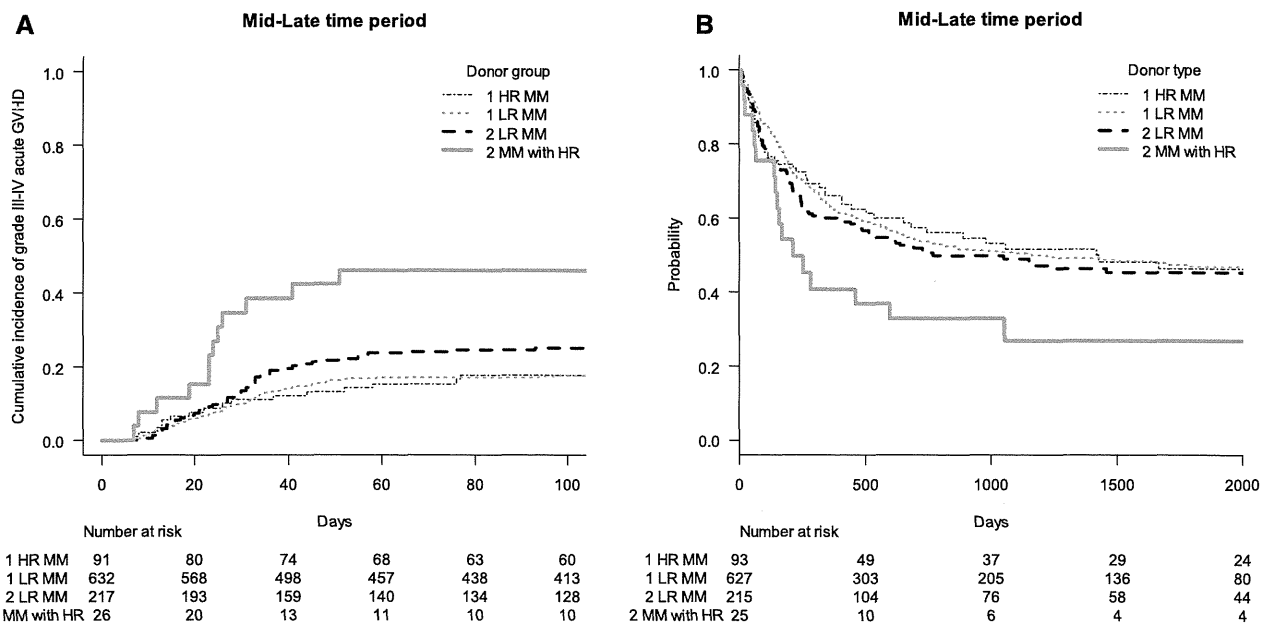 A
Mid-Late time period
Cumulative incidence of grade III-IV acute GVHD
1.0
0.8
0.6
0.4
0.2
0.0
Donor group
1 HR MM
1 LR MM
2 LR MM
2 MM with HR
0 20 40 60 80 100
Days
Number at risk
1 HR MM 91 80 74 68 63 60
1 LR MM 632 568 498 457 438 413
2 LR MM 217 193 159 140 134 128
MM with HR 26 20 13 11 10 10
B
Mid-Late time period
Probability
1.0
0.8
0.6
0.4
0.2
0.0
Donor type
1 HR MM
1 LR MM
2 LR MM
2 MM with HR
0 500 1000 1500 2000
Days
Number at risk
1 HR MM 93 49 37 29 24
1 LR MM 627 303 205 136 80
2 LR MM 215 104 76 58 44
2 MM with HR 25 10 6 4 4